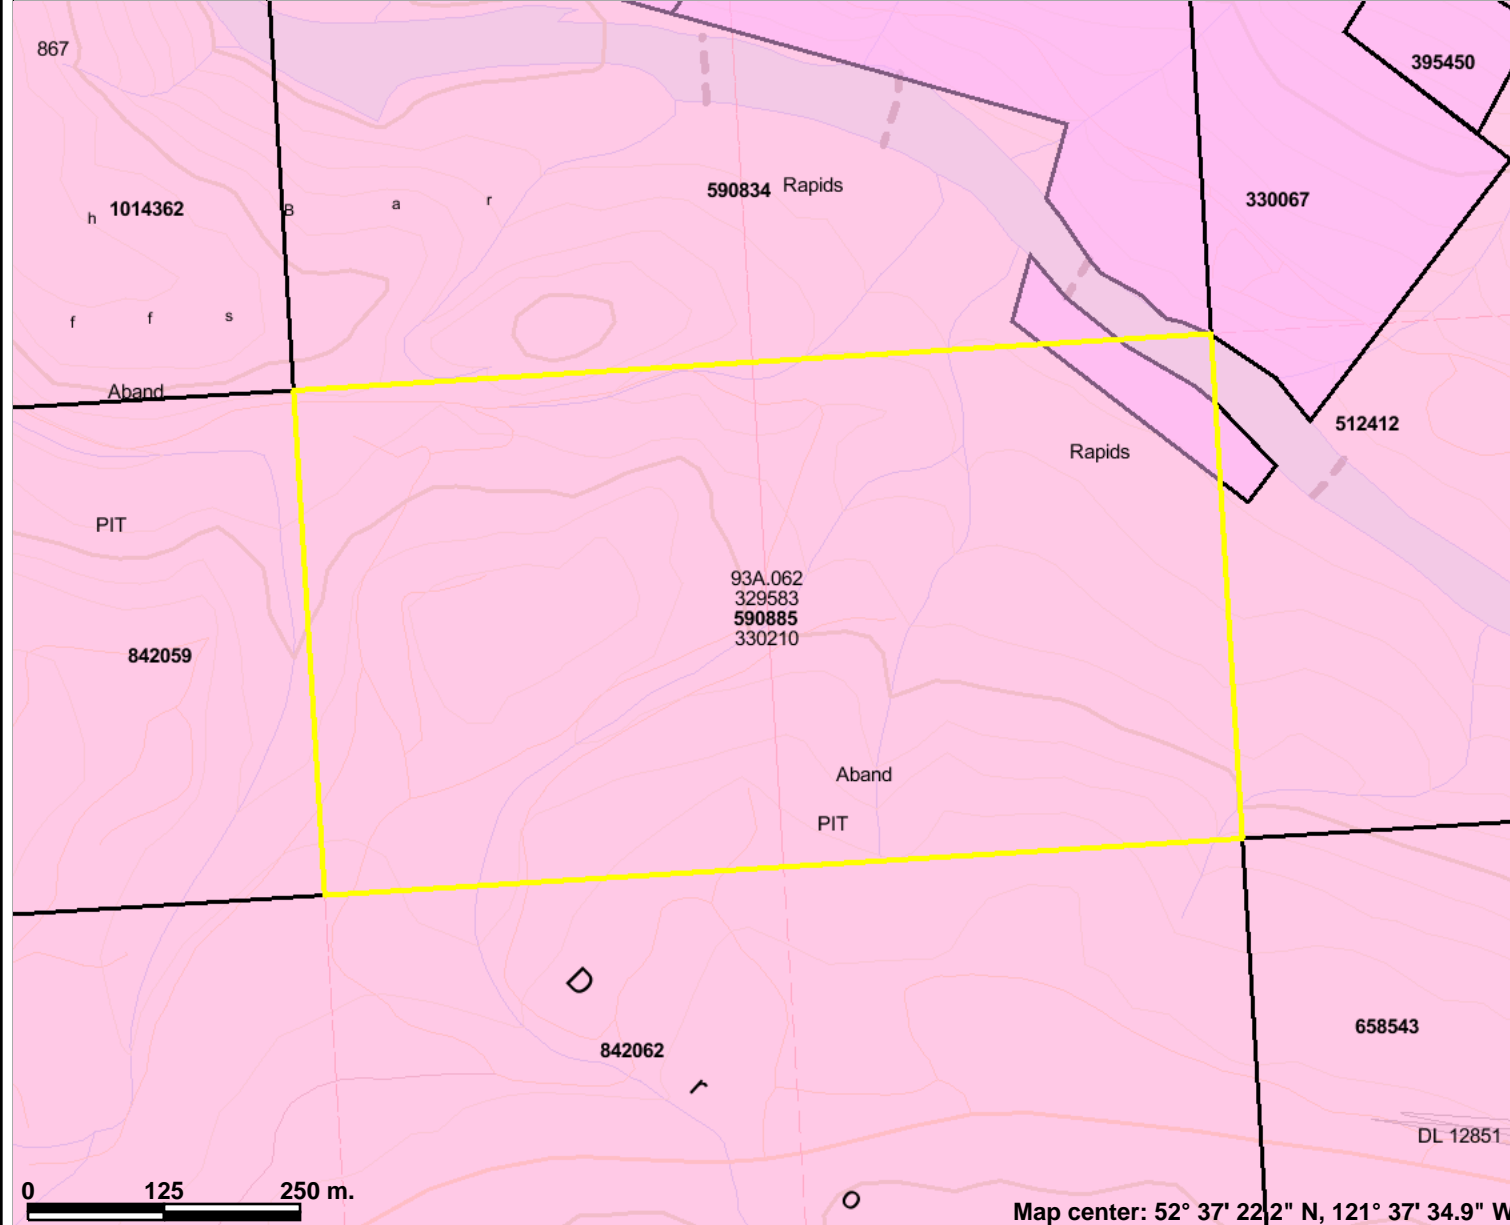 867
395450
590834 Rapids
330067
h 1014362
B a r
f f s
Aband
512412
Rapids
PIT
93A.062
329583
590885
330210
842059
Aband
PIT
D
r
o
842062
658543
DL 12851
0 125 250 m.
Map center: 52° 37' 22.2" N, 121° 37' 34.9" W